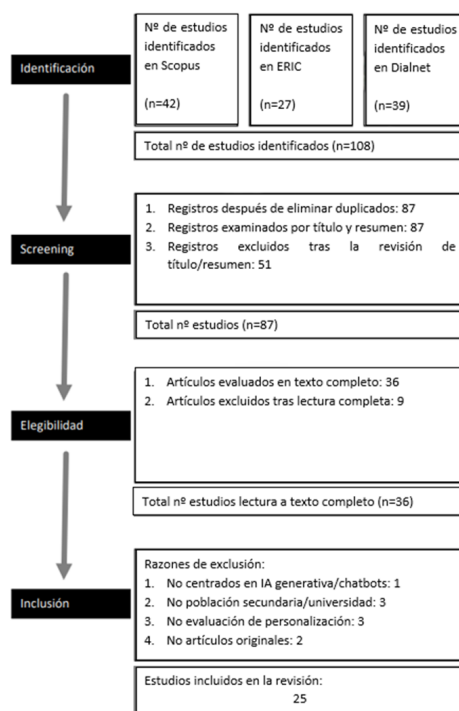 Identificación
Nº de estudios
identificados
en Scopus
(n=42)
Nº de estudios
identificados
en ERIC
(n=27)
Nº de estudios
identificados
en Dialnet
(n=39)
Total nº de estudios identificados (n=108)
Screening
1. Registros después de eliminar duplicados: 87
2. Registros examinados por título y resumen: 87
3. Registros excluidos tras la revisión de
título/resumen: 51
Total nº estudios (n=87)
Elegibilidad
1. Artículos evaluados en texto completo: 36
2. Artículos excluidos tras lectura completa: 9
Total nº estudios lectura a texto completo (n=36)
Inclusión
Razones de exclusión:
1. No centrados en IA generativa/chatbots: 1
2. No población secundaria/universidad: 3
3. No evaluación de personalización: 3
4. No artículos originales: 2
Estudios incluidos en la revisión:
25